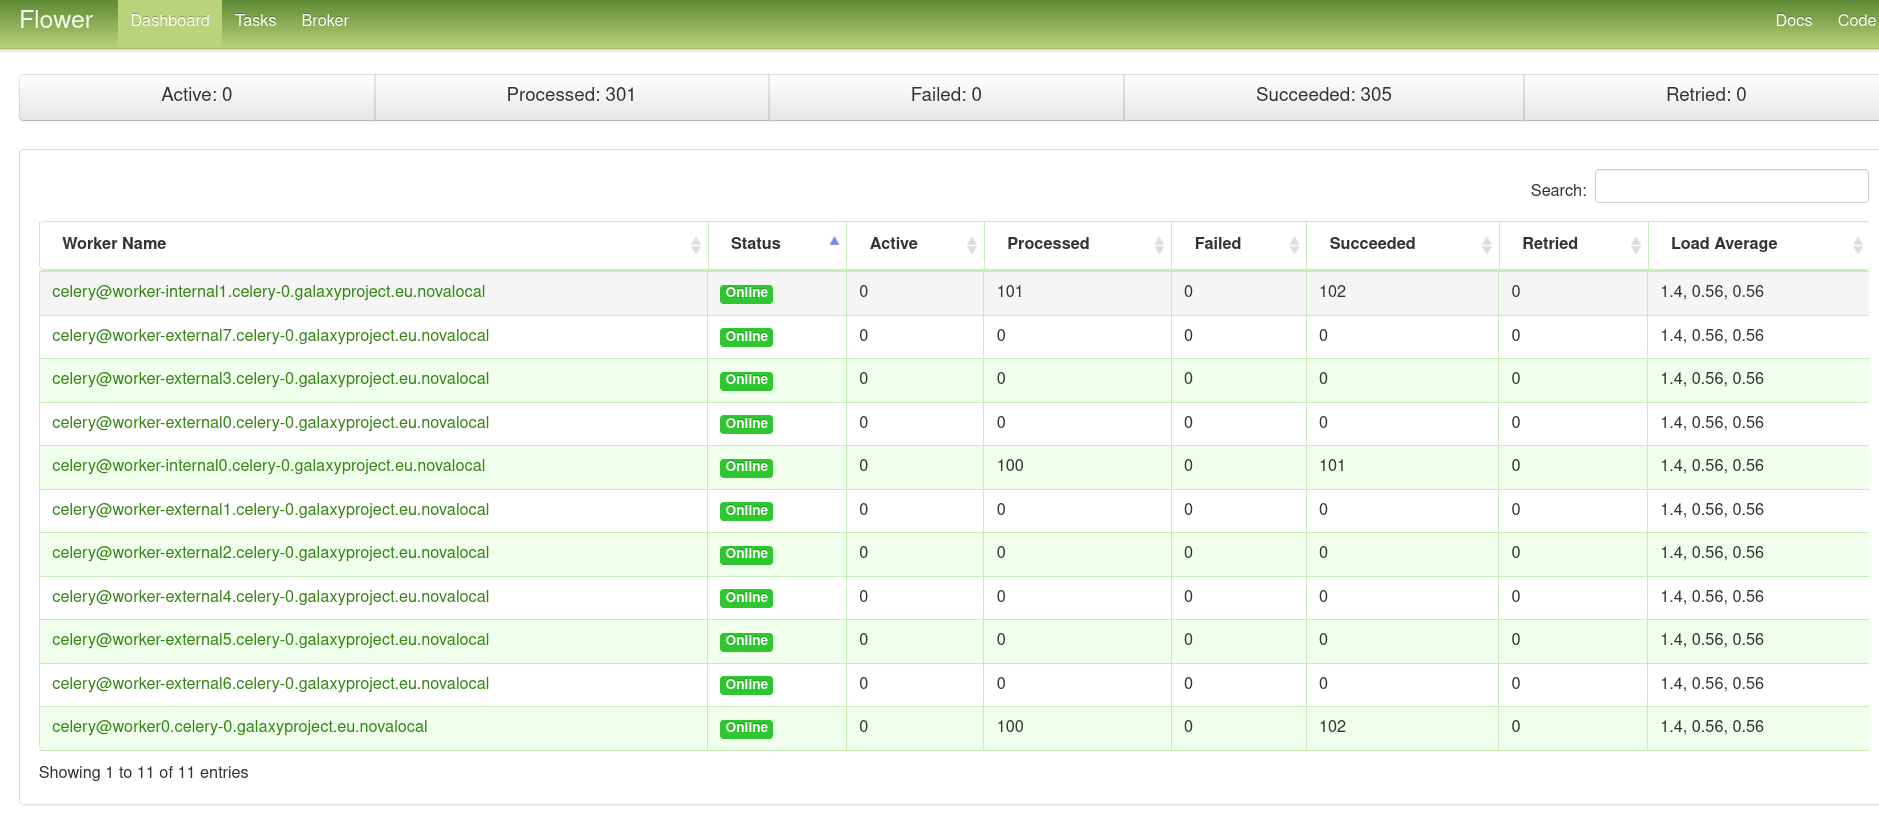 Flower Dashboard Tasks Broker Docs Code
Active: 0 Processed: 301 Failed: 0 Succeeded: 305 Retried: 0
Search:
Worker Name Status Active Processed Failed Succeeded Retried Load Average
celery@worker-internal1.celery-0.galaxyproject.eu.novalocal Online 0 101 0 102 0 1.4, 0.56, 0.56
celery@worker-external7.celery-0.galaxyproject.eu.novalocal Online 0 0 0 0 0 1.4, 0.56, 0.56
celery@worker-external3.celery-0.galaxyproject.eu.novalocal Online 0 0 0 0 0 1.4, 0.56, 0.56
celery@worker-external0.celery-0.galaxyproject.eu.novalocal Online 0 0 0 0 0 1.4, 0.56, 0.56
celery@worker-internal0.celery-0.galaxyproject.eu.novalocal Online 0 100 0 101 0 1.4, 0.56, 0.56
celery@worker-external1.celery-0.galaxyproject.eu.novalocal Online 0 0 0 0 0 1.4, 0.56, 0.56
celery@worker-external2.celery-0.galaxyproject.eu.novalocal Online 0 0 0 0 0 1.4, 0.56, 0.56
celery@worker-external4.celery-0.galaxyproject.eu.novalocal Online 0 0 0 0 0 1.4, 0.56, 0.56
celery@worker-external5.celery-0.galaxyproject.eu.novalocal Online 0 0 0 0 0 1.4, 0.56, 0.56
celery@worker-external6.celery-0.galaxyproject.eu.novalocal Online 0 0 0 0 0 1.4, 0.56, 0.56
celery@worker0.celery-0.galaxyproject.eu.novalocal Online 0 100 0 102 0 1.4, 0.56, 0.56
Showing 1 to 11 of 11 entries